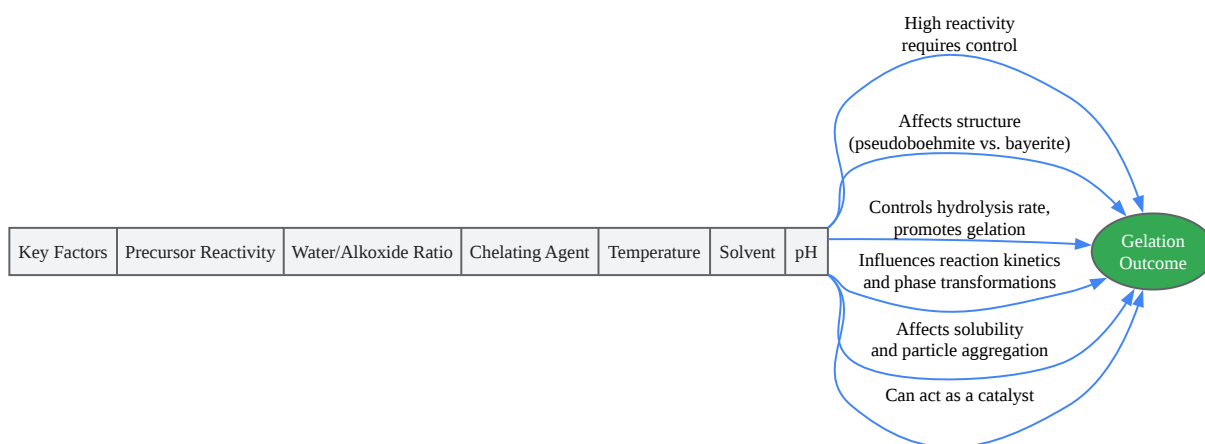 High reactivity
requires control
Affects structure
(pseudoboehmite vs. bayerite)
Controls hydrolysis rate,
promotes gelation
Key Factors
Precursor Reactivity
Water/Alkoxide Ratio
Chelating Agent
Temperature
Solvent
pH
Gelation
Outcome
Influences reaction kinetics
and phase transformations
Affects solubility
and particle aggregation
Can act as a catalyst